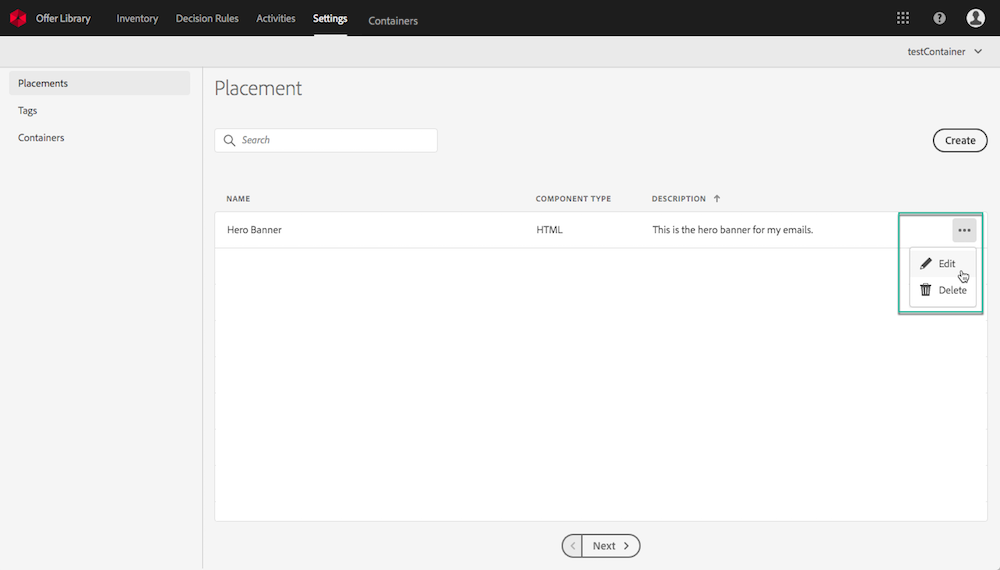 Offer Library Inventory Decision Rules Activities Settings Containers
testContainer
Placements
Tags
Containers
Placement
Search
Create
NAME COMPONENT TYPE DESCRIPTION
Hero Banner HTML This is the hero banner for my emails.
Edit
Delete
Next